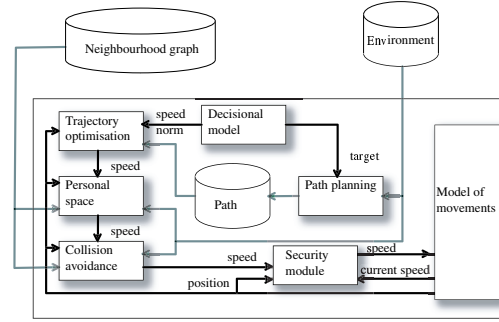 Neighbourhood graph
Environment
Trajectory
optimisation
speed
norm
Decisional
model
target
speed
Personal
space
Path
Path planning
Model of
movements
speed
Collision
avoidance
speed
Security
module
speed
current speed
position